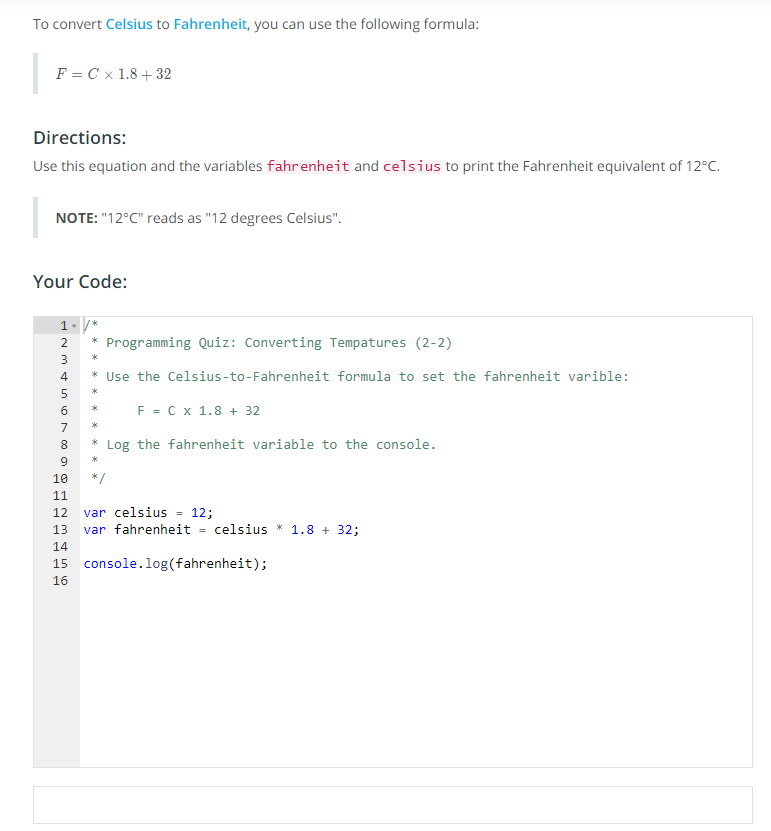 To convert Celsius to Fahrenheit, you can use the following formula:
F = C × 1.8 + 32
Directions:
Use this equation and the variables fahrenheit and celsius to print the Fahrenheit equivalent of 12°C.
NOTE: "12°C" reads as "12 degrees Celsius".
Your Code:
1 /*
2 * Programming Quiz: Converting Tempatures (2-2)
3 *
4 * Use the Celsius-to-Fahrenheit formula to set the fahrenheit varible:
5 *
6 * F = C x 1.8 + 32
7 *
8 * Log the fahrenheit variable to the console.
9 *
10 */
11
12 var celsius = 12;
13 var fahrenheit = celsius * 1.8 + 32;
14
15 console.log(fahrenheit);
16